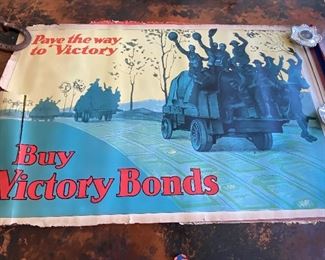 Pave the way
to Victory
Buy
Victory Bonds